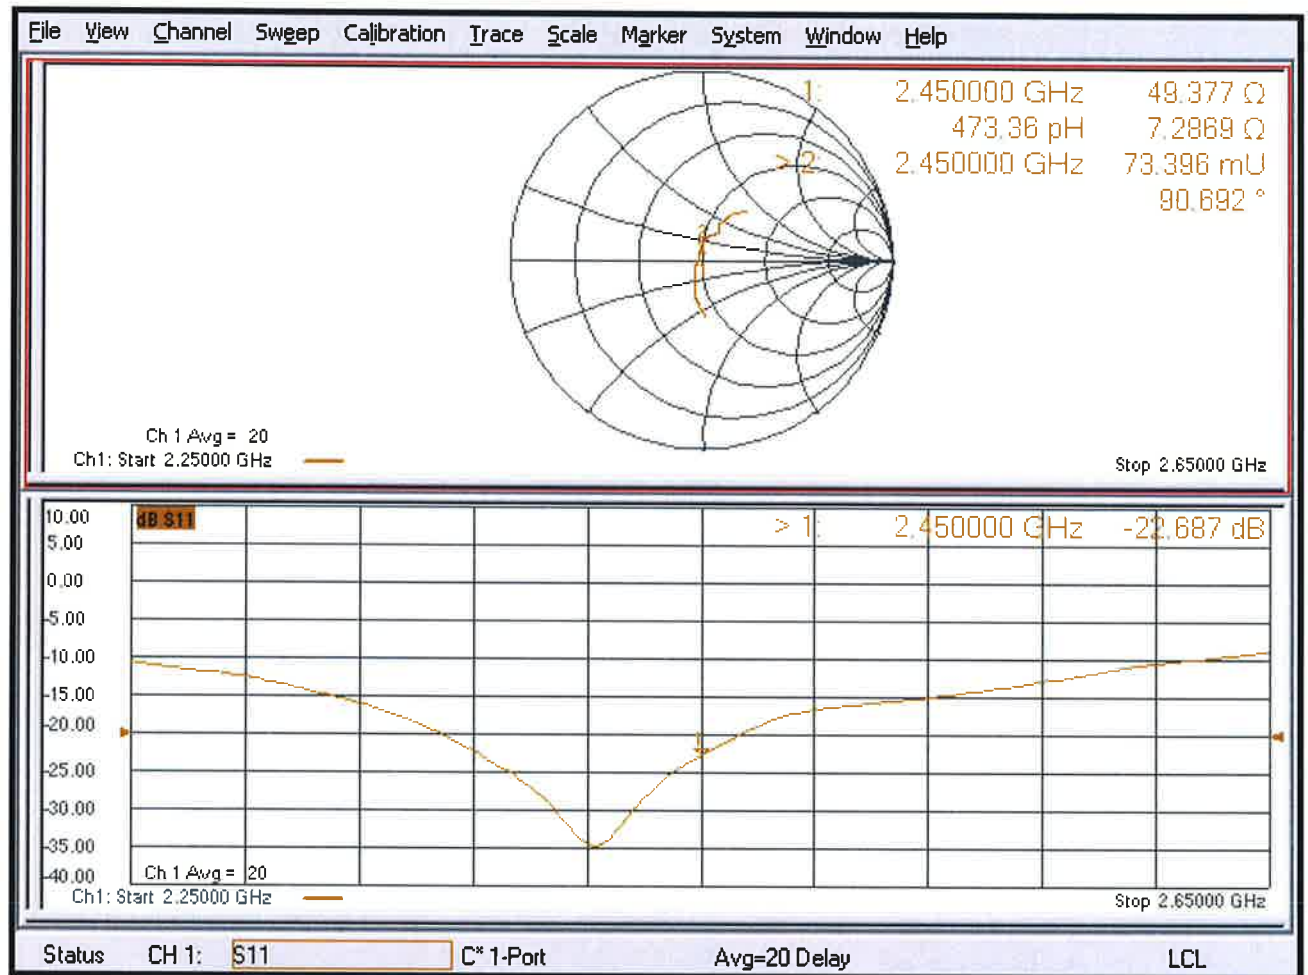 File View Channel Sweep Calibration Trace Scale Marker System Window Help
1: 2.450000 GHz 49.377 Ω
473.36 pH 7.2869 Ω
> 2: 2.450000 GHz 73.396 mU
90.692 °
Ch 1 Avg = 20
Ch1: Start 2.25000 GHz
Stop 2.65000 GHz
10.00
dB S11
> 1: 2.450000 GHz -22.687 dB
5.00
0.00
-5.00
-10.00
-15.00
-20.00
1
-25.00
-30.00
-35.00
-40.00
Ch 1 Avg = 20
Ch1: Start 2.25000 GHz
Stop 2.65000 GHz
Status CH 1: S11 C* 1-Port Avg=20 Delay LCL